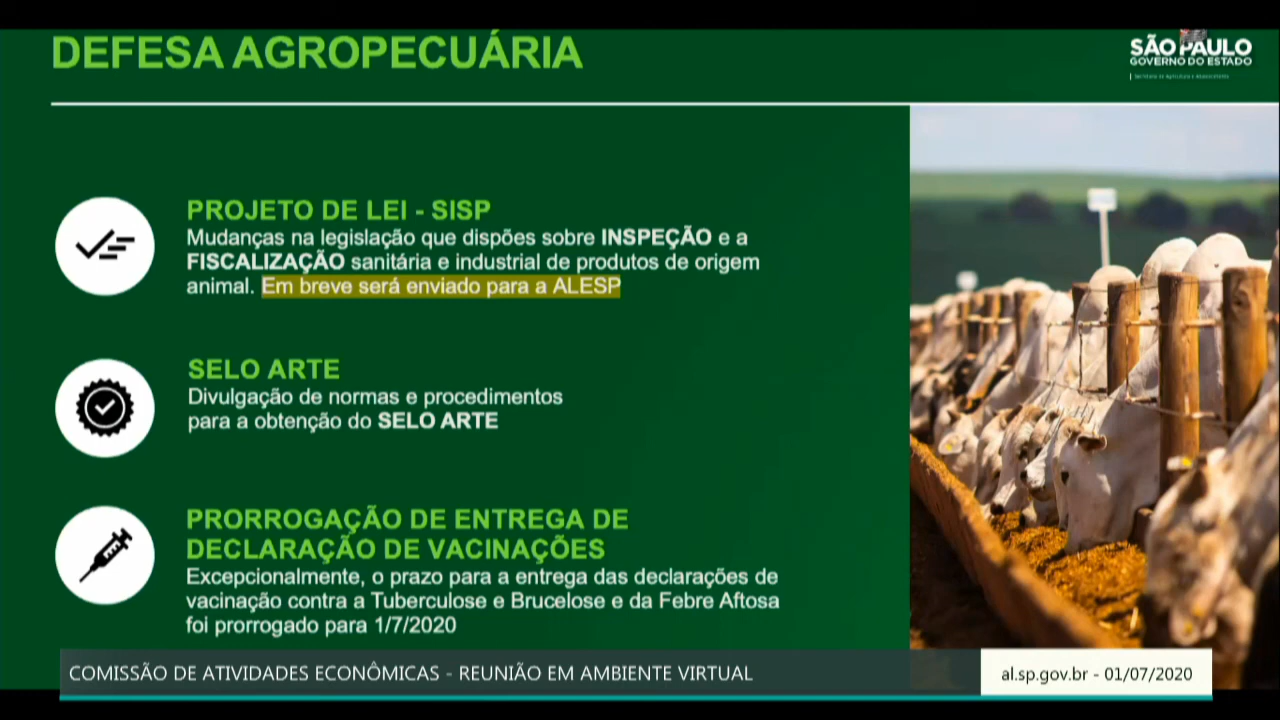 DEFESA AGROPECUÁRIA
SÃO PAULO
GOVERNO DO ESTADO
Secretaria de Agricultura e Abastecimento
PROJETO DE LEI - SISP
Mudanças na legislação que dispões sobre INSPEÇÃO e a
FISCALIZAÇÃO sanitária e industrial de produtos de origem
animal. Em breve será enviado para a ALESP
SELO ARTE
Divulgação de normas e procedimentos
para a obtenção do SELO ARTE
PRORROGAÇÃO DE ENTREGA DE
DECLARAÇÃO DE VACINAÇÕES
Excepcionalmente, o prazo para a entrega das declarações de
vacinação contra a Tuberculose e Brucelose e da Febre Aftosa
foi prorrogado para 1/7/2020
COMISSÃO DE ATIVIDADES ECONÔMICAS - REUNIÃO EM AMBIENTE VIRTUAL
al.sp.gov.br - 01/07/2020